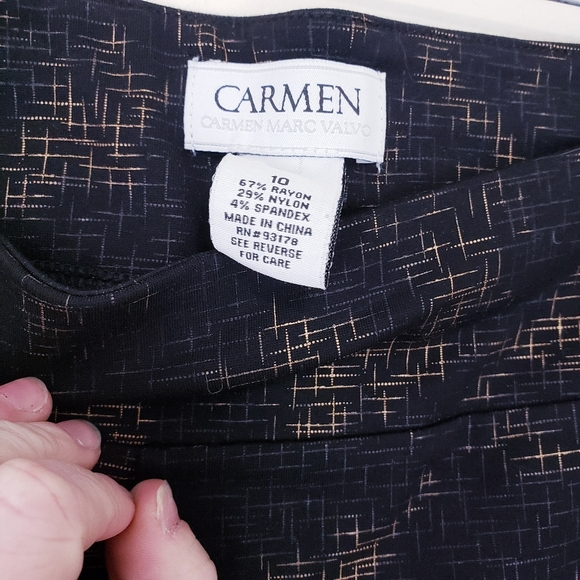 CARMEN
CARMEN MARC VALVO
10
67% RAYON
29% NYLON
4% SPANDEX
MADE IN CHINA
RN# 93178
SEE REVERSE
FOR CARE